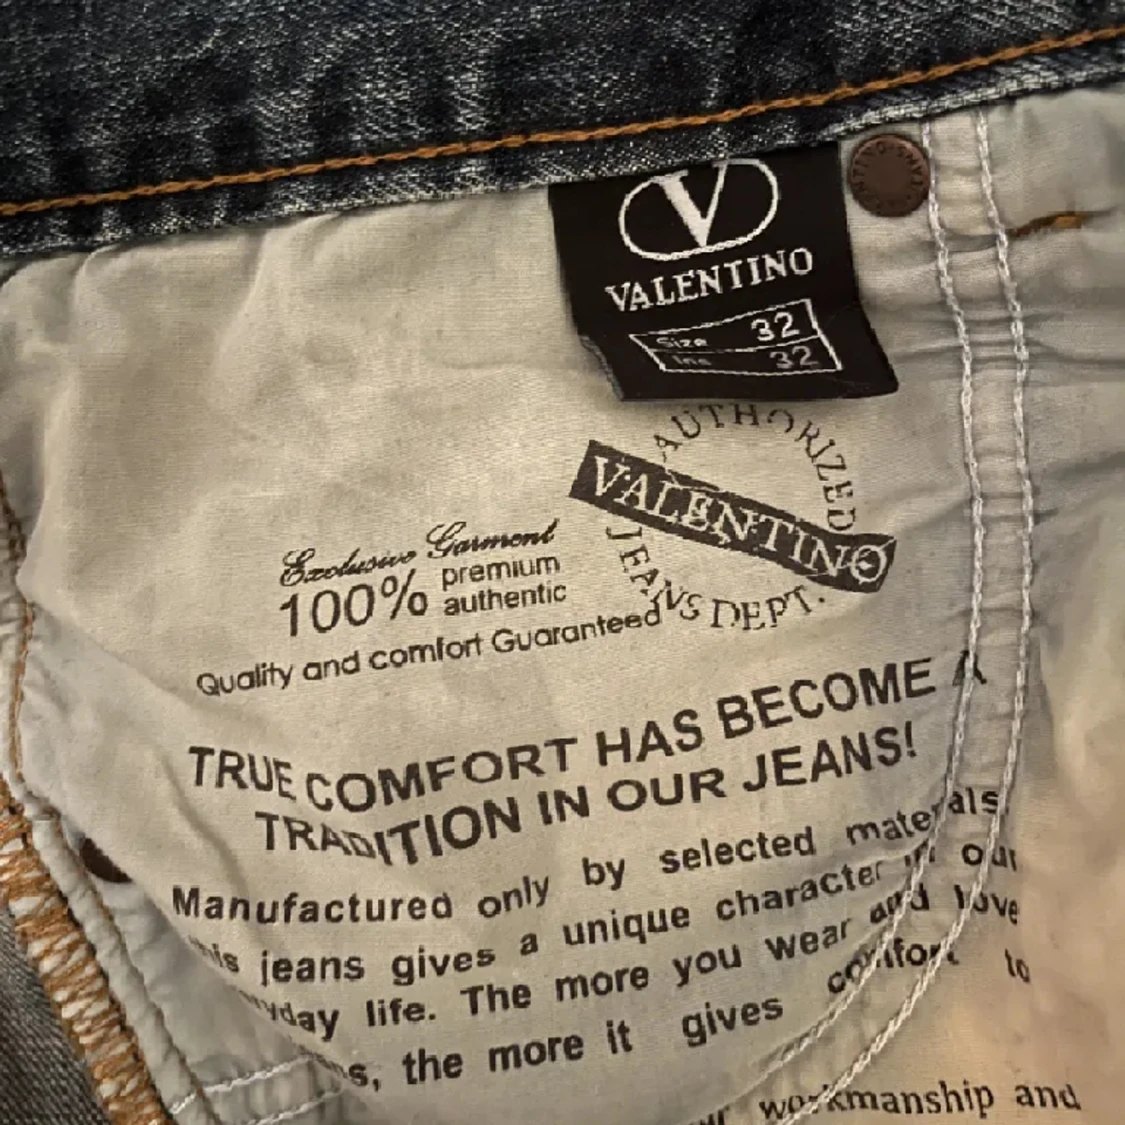 V
VALENTINO
Size 32
32
AUTHORIZED
VALENTINO
JEANS DEPT.
Exclusive Garment
100% premium
authentic
Quality and comfort Guaranteed
TRUE COMFORT HAS BECOME A
TRADITION IN OUR JEANS!
Manufactured only by selected materials
jeans gives a unique character in our
life. The more you wear and love
the more it gives comfort to
workmanship and